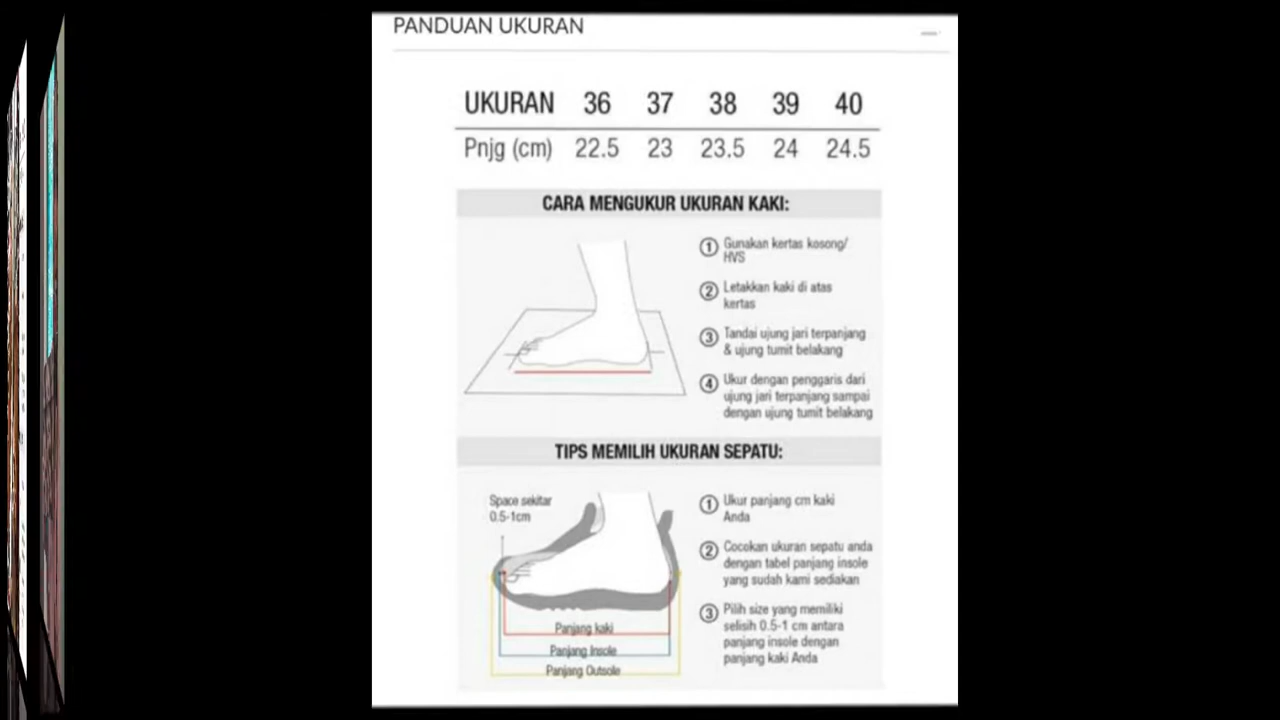 PANDUAN UKURAN
UKURAN 36 37 38 39 40
Pnjg (cm) 22.5 23 23.5 24 24.5
CARA MENGUKUR UKURAN KAKI:
1 Gunakan kertas kosong/
HVS
2 Letakkan kaki di atas
kertas
3 Tandai ujung jari terpanjang
& ujung tumit belakang
4 Ukur dengan penggaris dari
ujung jari terpanjang sampai
dengan ujung tumit belakang
TIPS MEMILIH UKURAN SEPATU:
Space sekitar
0.5-1cm
Panjang kaki
Panjang Insole
Panjang Outsole
1 Ukur panjang cm kaki
Anda
2 Cocokan ukuran sepatu anda
dengan tabel panjang insole
yang sudah kami sediakan
3 Pilih size yang memiliki
selisih 0.5-1 cm antara
panjang insole dengan
panjang kaki Anda